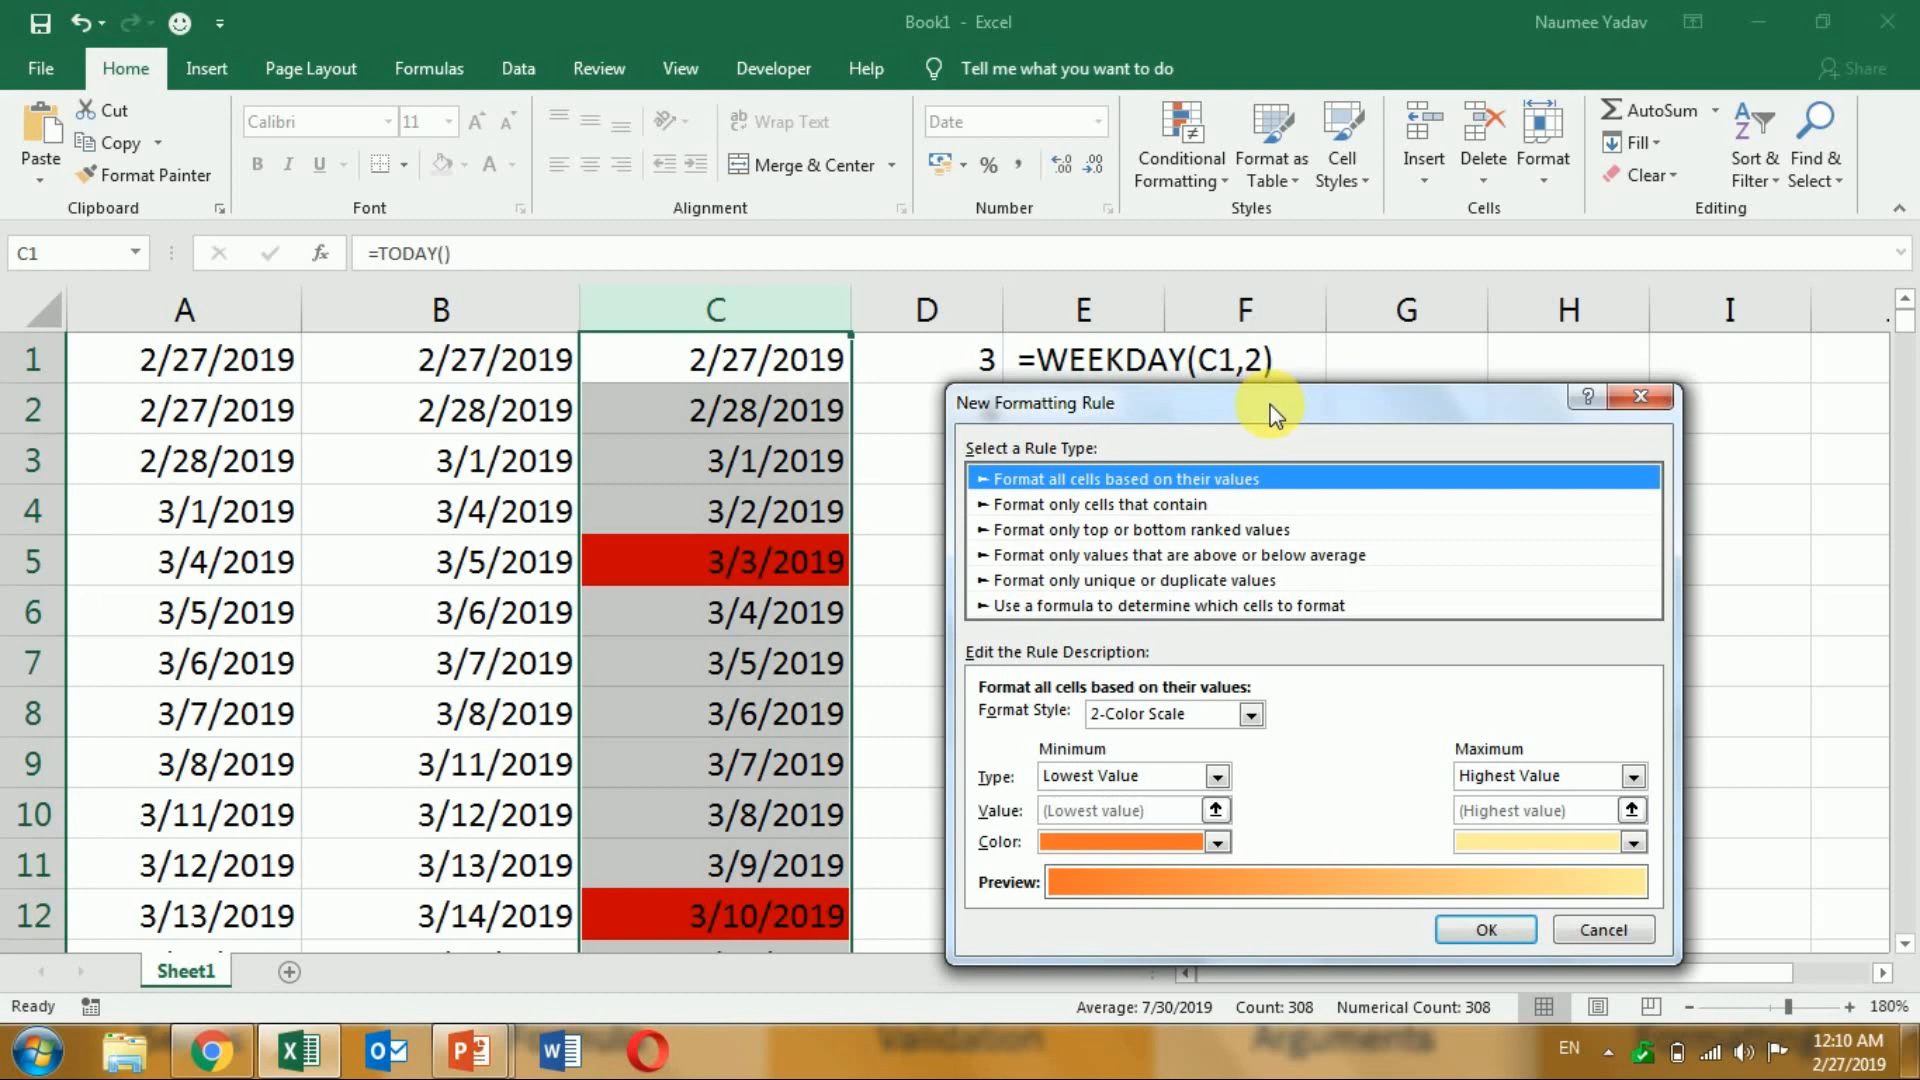 Book1 - Excel
Naumee Yadav
File Home Insert Page Layout Formulas Data Review View Developer Help Tell me what you want to do Share
Paste
Cut
Copy
Format Painter
Clipboard
Calibri 11
B I U A
Font
Wrap Text
Merge & Center
Alignment
Date
% ,
Number
Conditional Formatting
Format as Table
Cell Styles
Styles
Insert Delete Format
Cells
AutoSum
Fill
Clear
Sort & Filter
Find & Select
Editing
C1 fx =TODAY()
A B C D E F G H I
1 2/27/2019 2/27/2019 2/27/2019 3 =WEEKDAY(C1,2)
2 2/27/2019 2/28/2019 2/28/2019
3 2/28/2019 3/1/2019 3/1/2019
4 3/1/2019 3/4/2019 3/2/2019
5 3/4/2019 3/5/2019 3/3/2019
6 3/5/2019 3/6/2019 3/4/2019
7 3/6/2019 3/7/2019 3/5/2019
8 3/7/2019 3/8/2019 3/6/2019
9 3/8/2019 3/11/2019 3/7/2019
10 3/11/2019 3/12/2019 3/8/2019
11 3/12/2019 3/13/2019 3/9/2019
12 3/13/2019 3/14/2019 3/10/2019
New Formatting Rule
Select a Rule Type:
Format all cells based on their values
Format only cells that contain
Format only top or bottom ranked values
Format only values that are above or below average
Format only unique or duplicate values
Use a formula to determine which cells to format
Edit the Rule Description:
Format all cells based on their values:
Format Style: 2-Color Scale
Minimum Maximum
Type: Lowest Value Highest Value
Value: (Lowest value) (Highest value)
Color:
Preview:
OK Cancel
Sheet1
Ready
Average: 7/30/2019 Count: 308 Numerical Count: 308 180%
Validation Arguments
EN
12:10 AM
2/27/2019